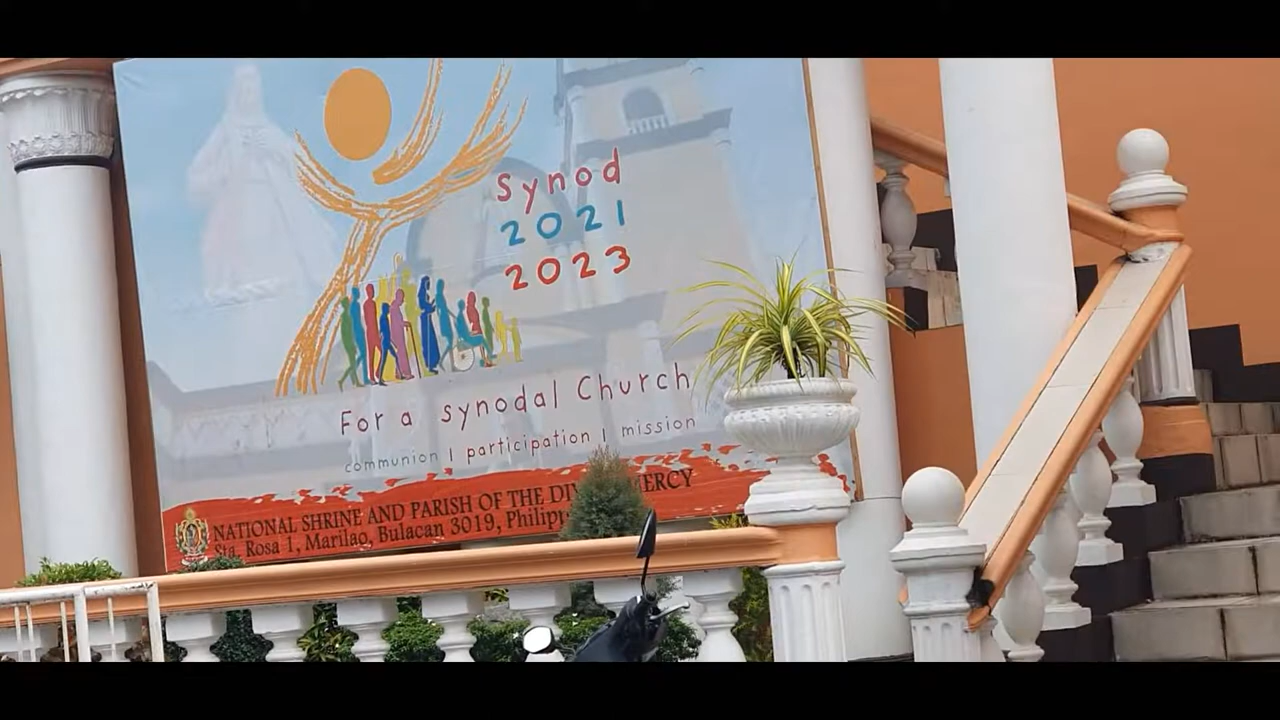 Synod
2021
2023
For a synodal Church
communion | participation | mission
NATIONAL SHRINE AND PARISH OF THE MERCY
Sta. Rosa 1, Marilao, Bulacan 3019,